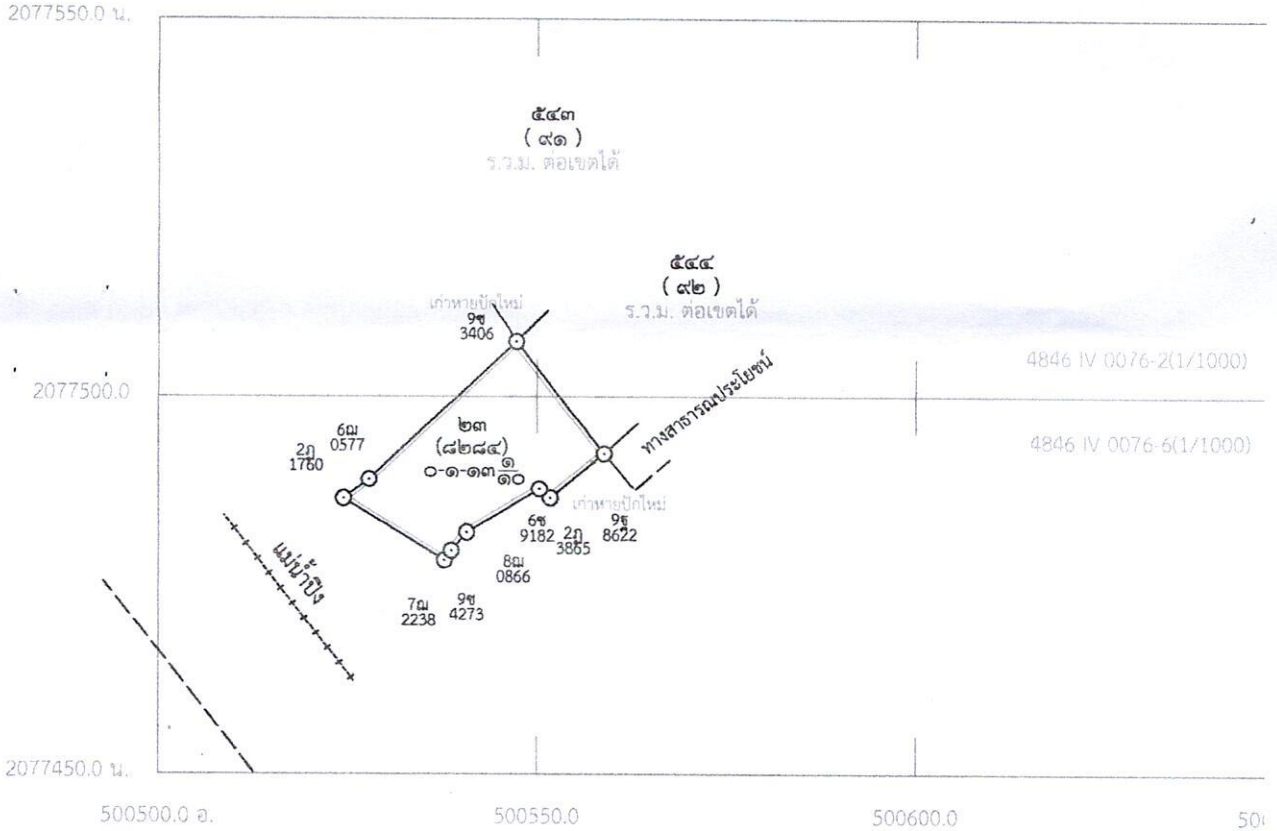 2077550.0 น.
๕๔๓
( ๙๑ )
ร.ว.ม. ต่อเขตได้
๕๔๔
( ๙๒ )
ร.ว.ม. ต่อเขตได้
เก่าหายปักใหม่
9ซ
3406
4846 IV 0076-2(1/1000)
2077500.0
ทางสาธารณประโยชน์
4846 IV 0076-6(1/1000)
6ฌ
0577
2ฎ
1760
๒๓
(๘๒๘๔)
๐-๑-๑๓ ๑/๑๐
เก่าหายปักใหม่
6ซ
9182
2ฎ
3865
9ฐ
8622
8ฌ
0866
แม่น้ำปิง
7ฌ
2238
9ซ
4273
2077450.0 น.
500500.0 อ.
500550.0
500600.0